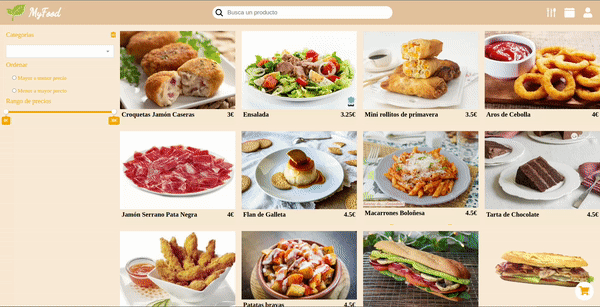 MyFood
Busca un producto
Categorias
Ordenar
Mayor a menor precio
Menor a mayor precio
Rango de precios
Croquetas Jamón Caseras 3€
Ensalada 3.25€
Mini rollitos de primavera 3.5€
Aros de Cebolla 4€
Jamón Serrano Pata Negra 4€
Flan de Galleta 4.5€
Macarrones Boloñesa 4.5€
Tarta de Chocolate 4.5€
Patatas bravas 4.5€